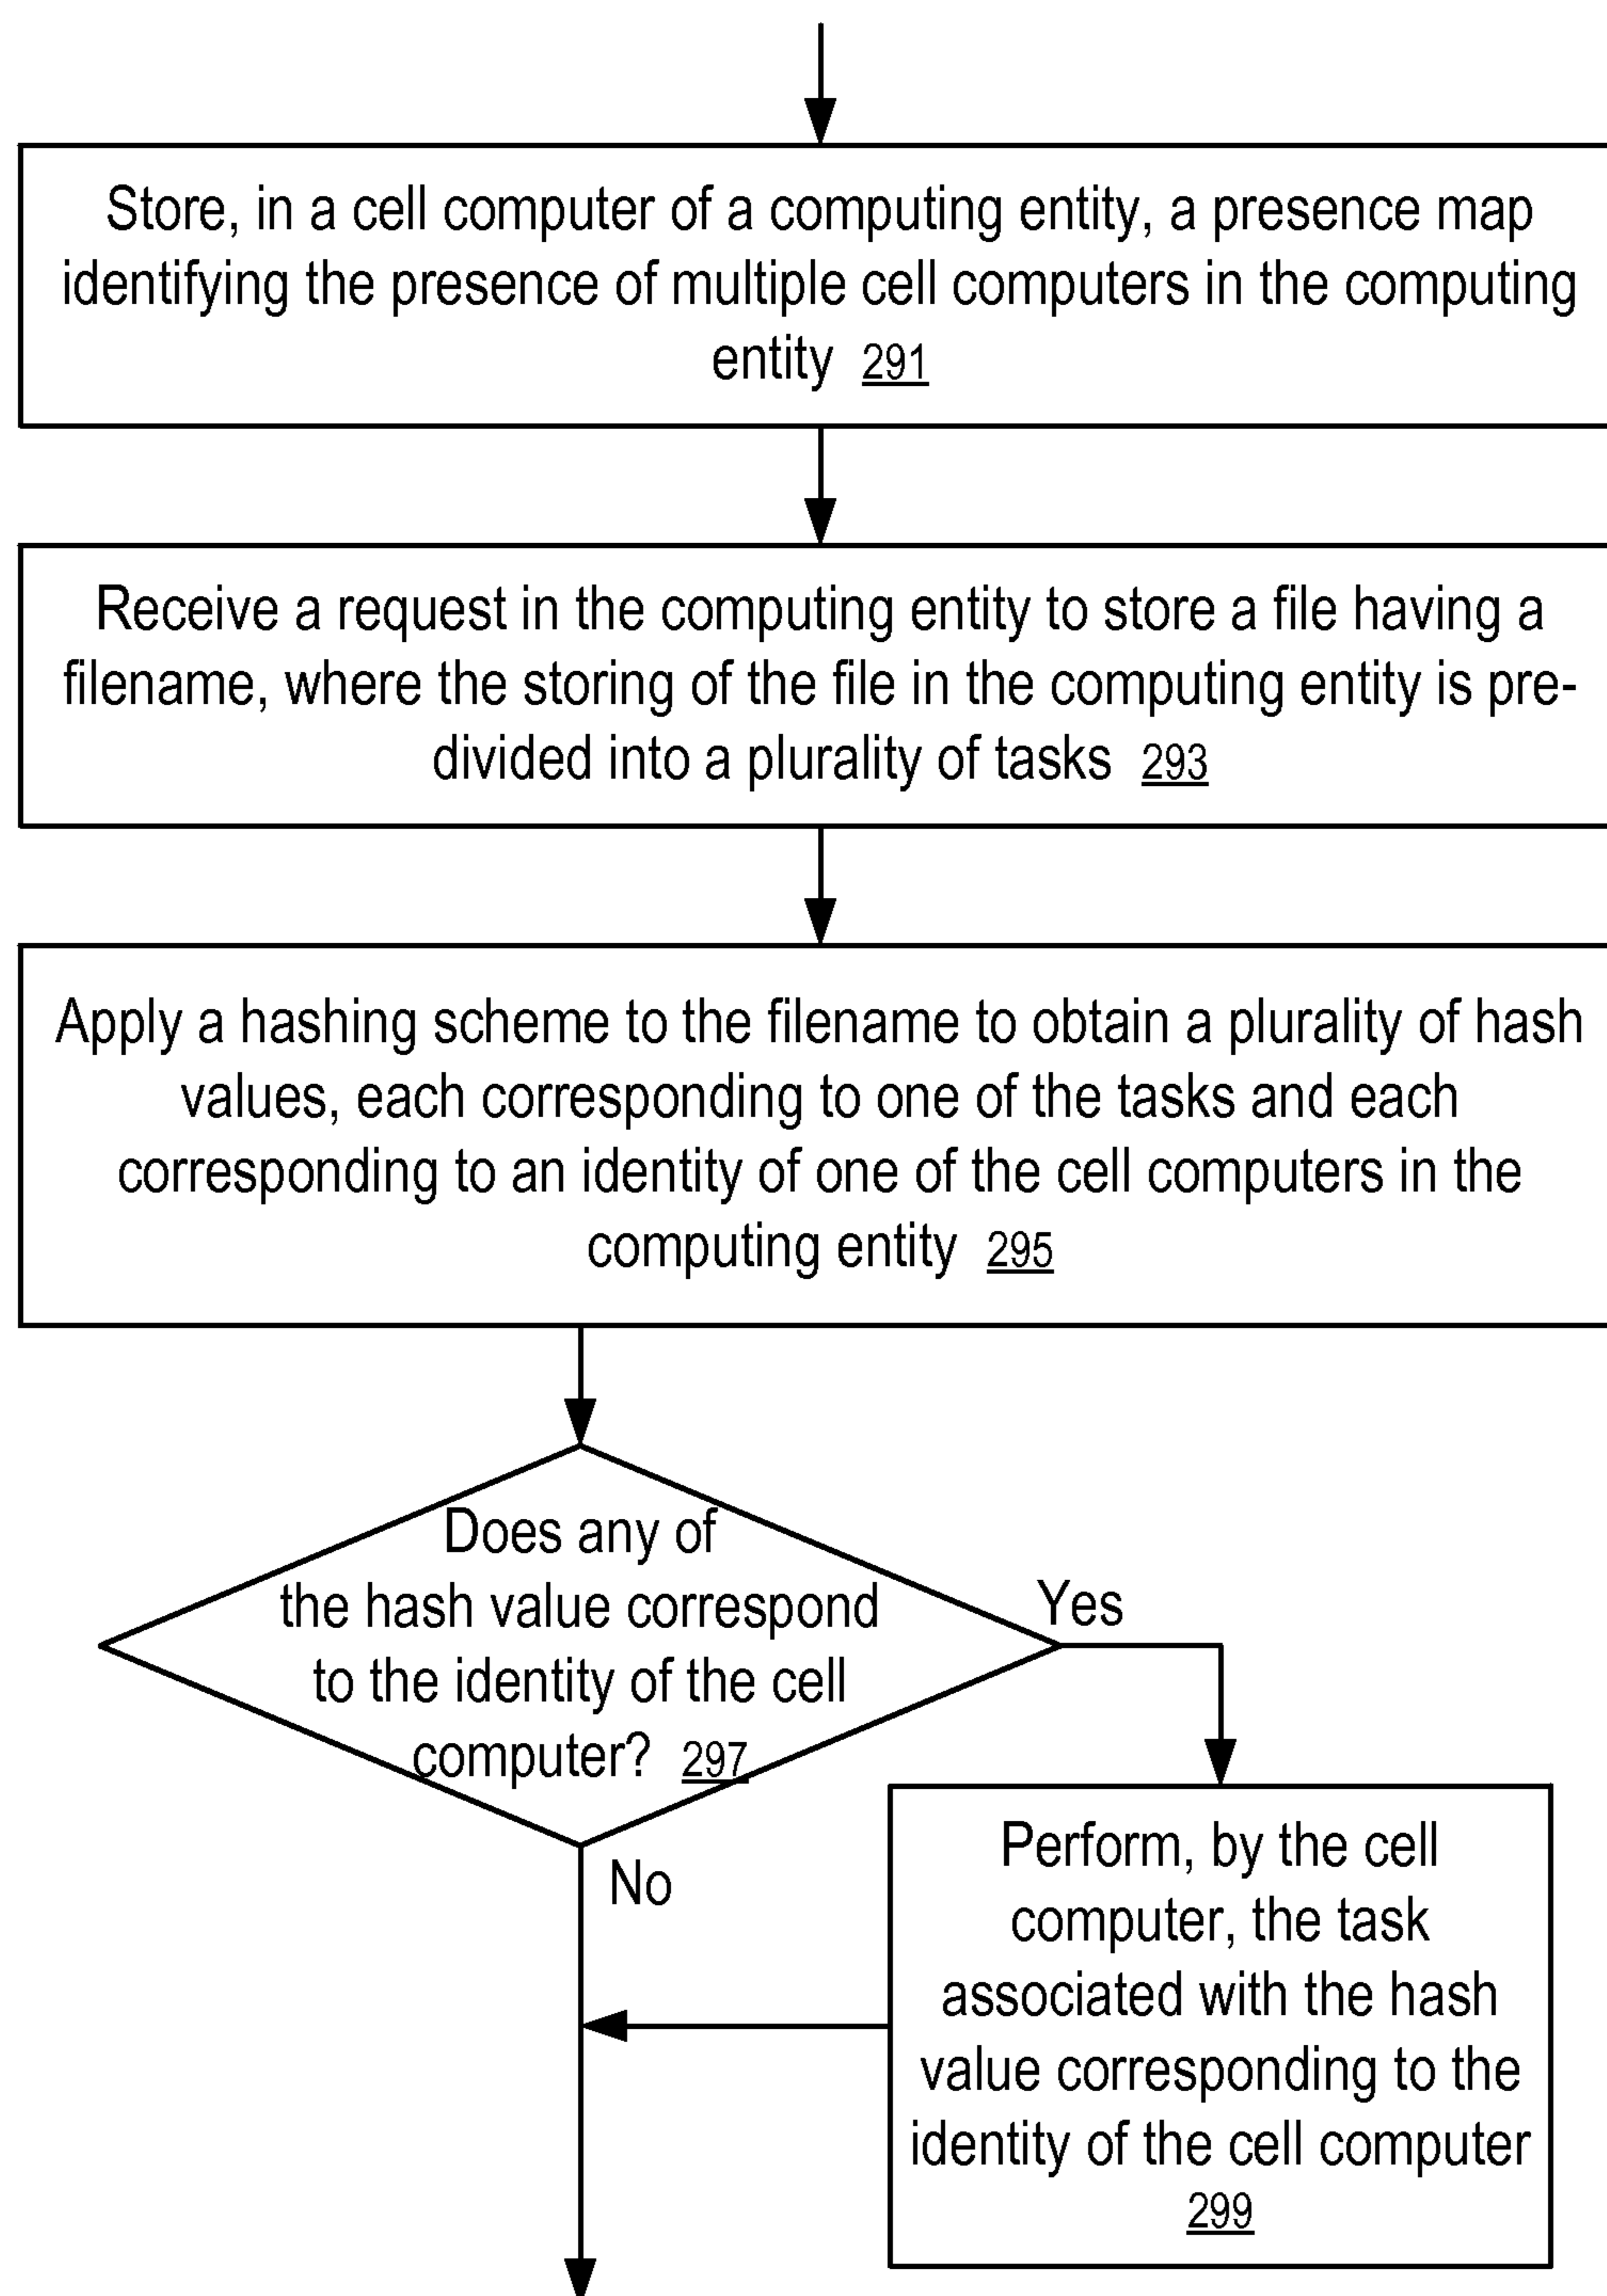 Store, in a cell computer of a computing entity, a presence map
identifying the presence of multiple cell computers in the computing
entity 291
Receive a request in the computing entity to store a file having a
filename, where the storing of the file in the computing entity is pre-
divided into a plurality of tasks 293
Apply a hashing scheme to the filename to obtain a plurality of hash
values, each corresponding to one of the tasks and each
corresponding to an identity of one of the cell computers in the
computing entity 295
Does any of
the hash value correspond
to the identity of the cell
computer? 297
Yes
No
Perform, by the cell
computer, the task
associated with the hash
value corresponding to the
identity of the cell computer
299